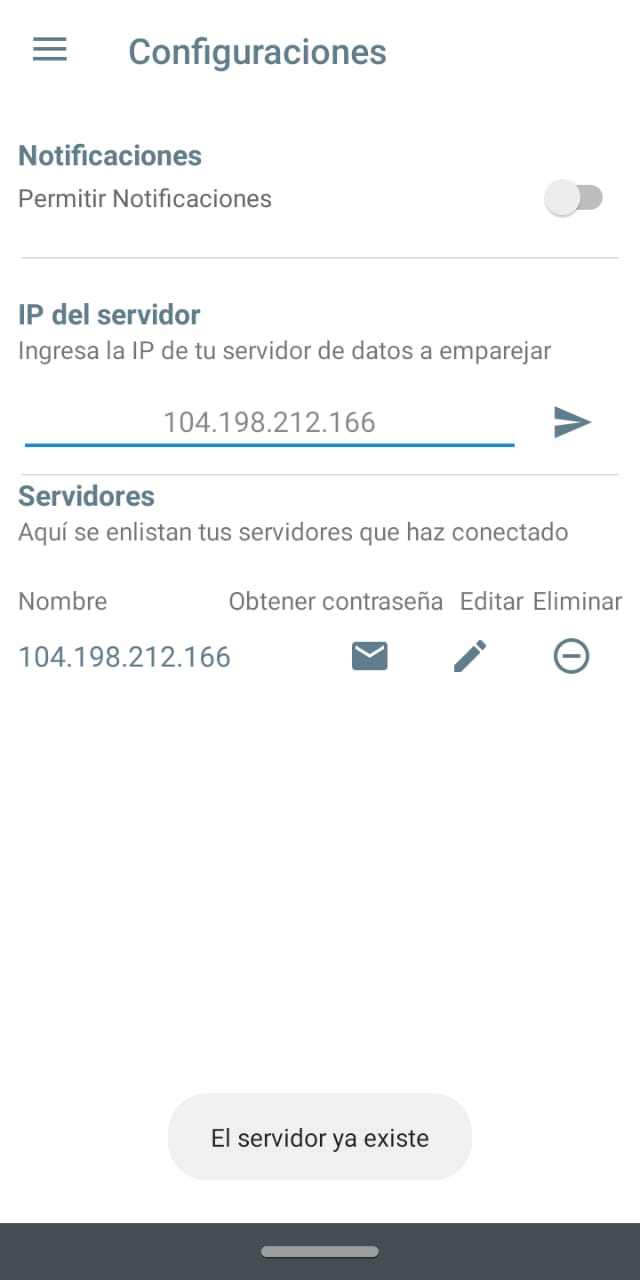 Configuraciones
Notificaciones
Permitir Notificaciones
IP del servidor
Ingresa la IP de tu servidor de datos a emparejar
104.198.212.166
Servidores
Aquí se enlistan tus servidores que haz conectado
Nombre Obtener contraseña Editar Eliminar
104.198.212.166
El servidor ya existe